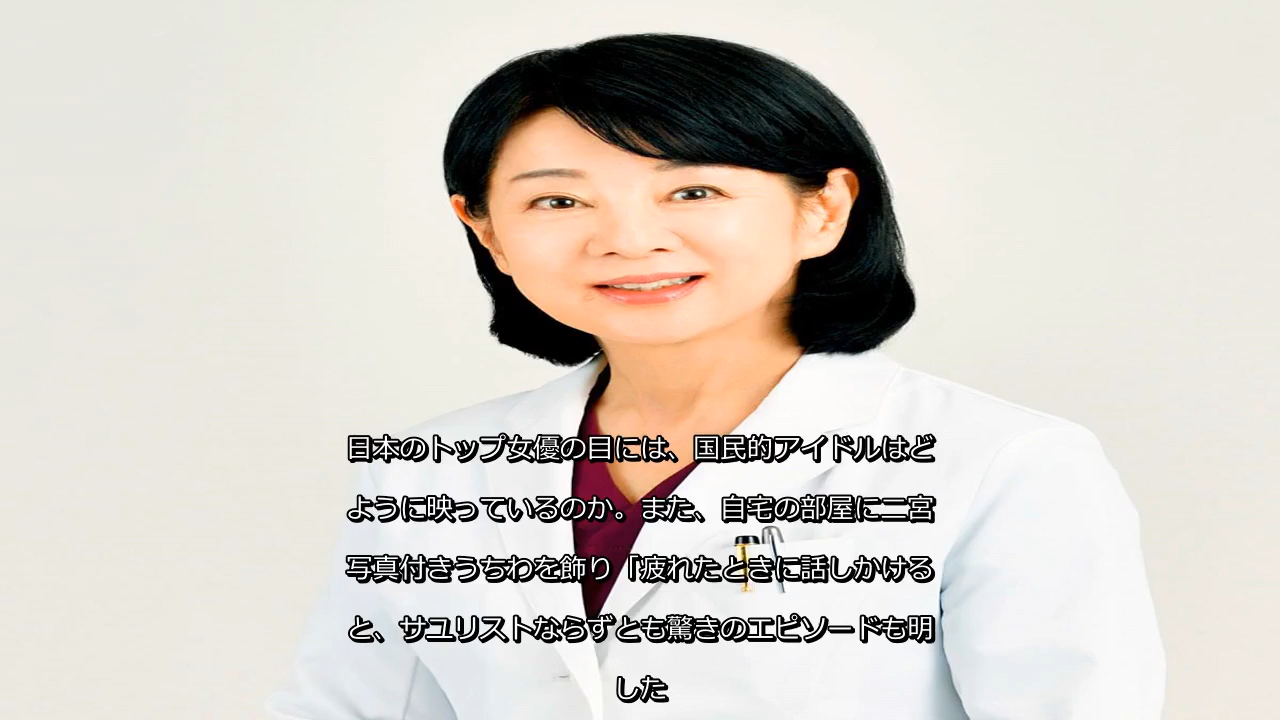 日本のトップ女優の目には、国民的アイドルはど
ように映っているのか。また、自宅の部屋に二宮
写真付きうちわを飾り「疲れたときに話しかける
と、サユリストならずとも驚きのエピソードも明
した